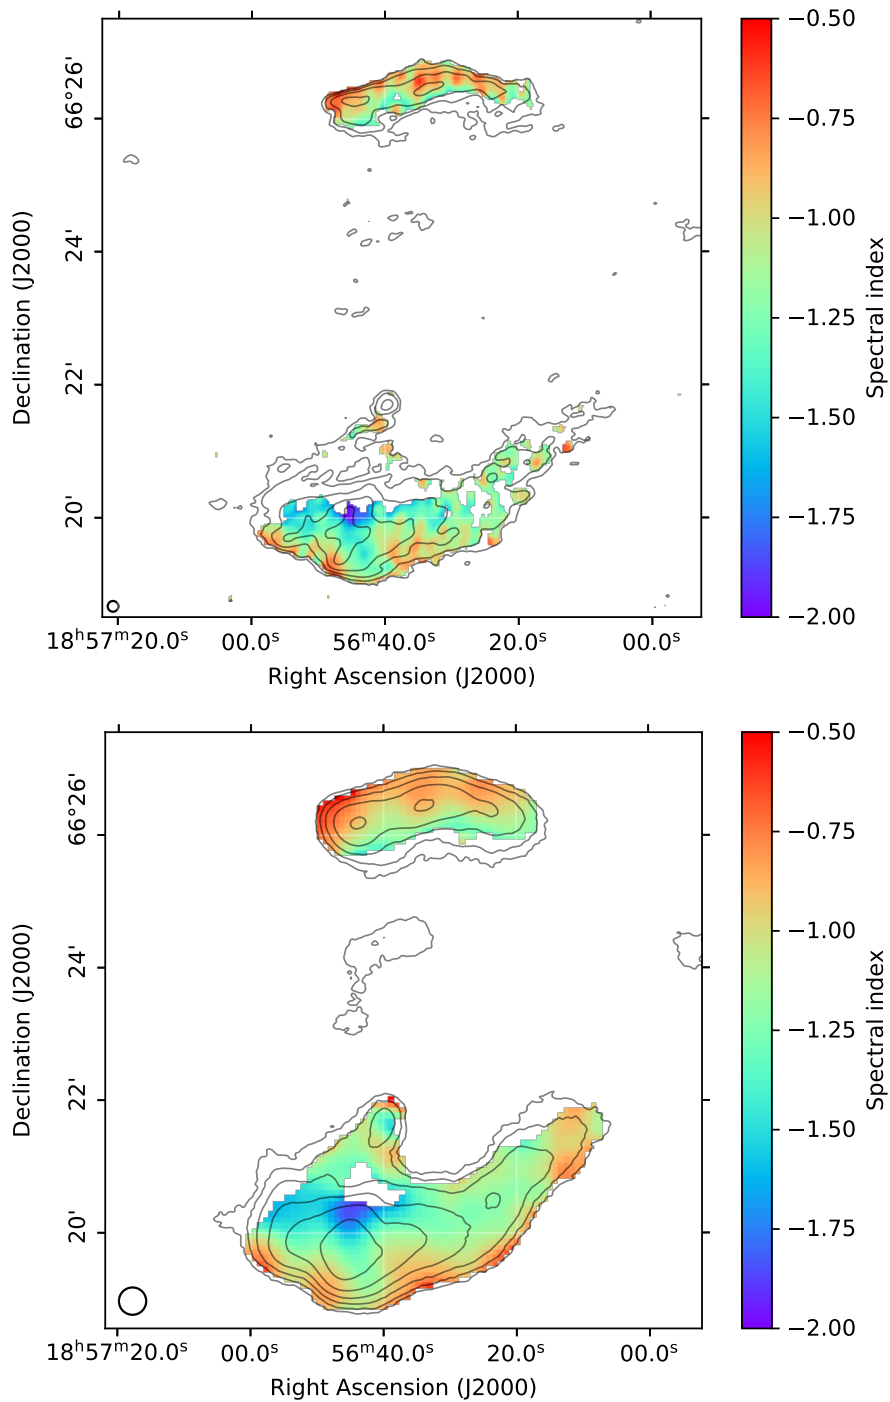 −0.50
66°26'
−0.75
−1.00
24'
Declination (J2000)
−1.25
Spectral index
22'
−1.50
20'
−1.75
−2.00
18ʰ57ᵐ20.0ˢ 00.0ˢ 56ᵐ40.0ˢ 20.0ˢ 00.0ˢ
Right Ascension (J2000)
−0.50
66°26'
−0.75
−1.00
24'
Declination (J2000)
−1.25
Spectral index
22'
−1.50
20'
−1.75
−2.00
18ʰ57ᵐ20.0ˢ 00.0ˢ 56ᵐ40.0ˢ 20.0ˢ 00.0ˢ
Right Ascension (J2000)